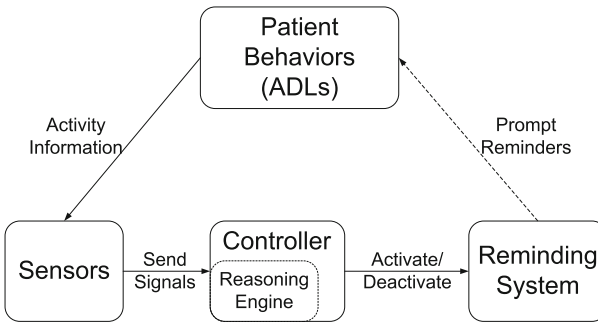 Patient
Behaviors
(ADLs)
Activity
Information
Prompt
Reminders
Sensors
Send
Signals
Controller
Reasoning
Engine
Activate/
Deactivate
Reminding
System